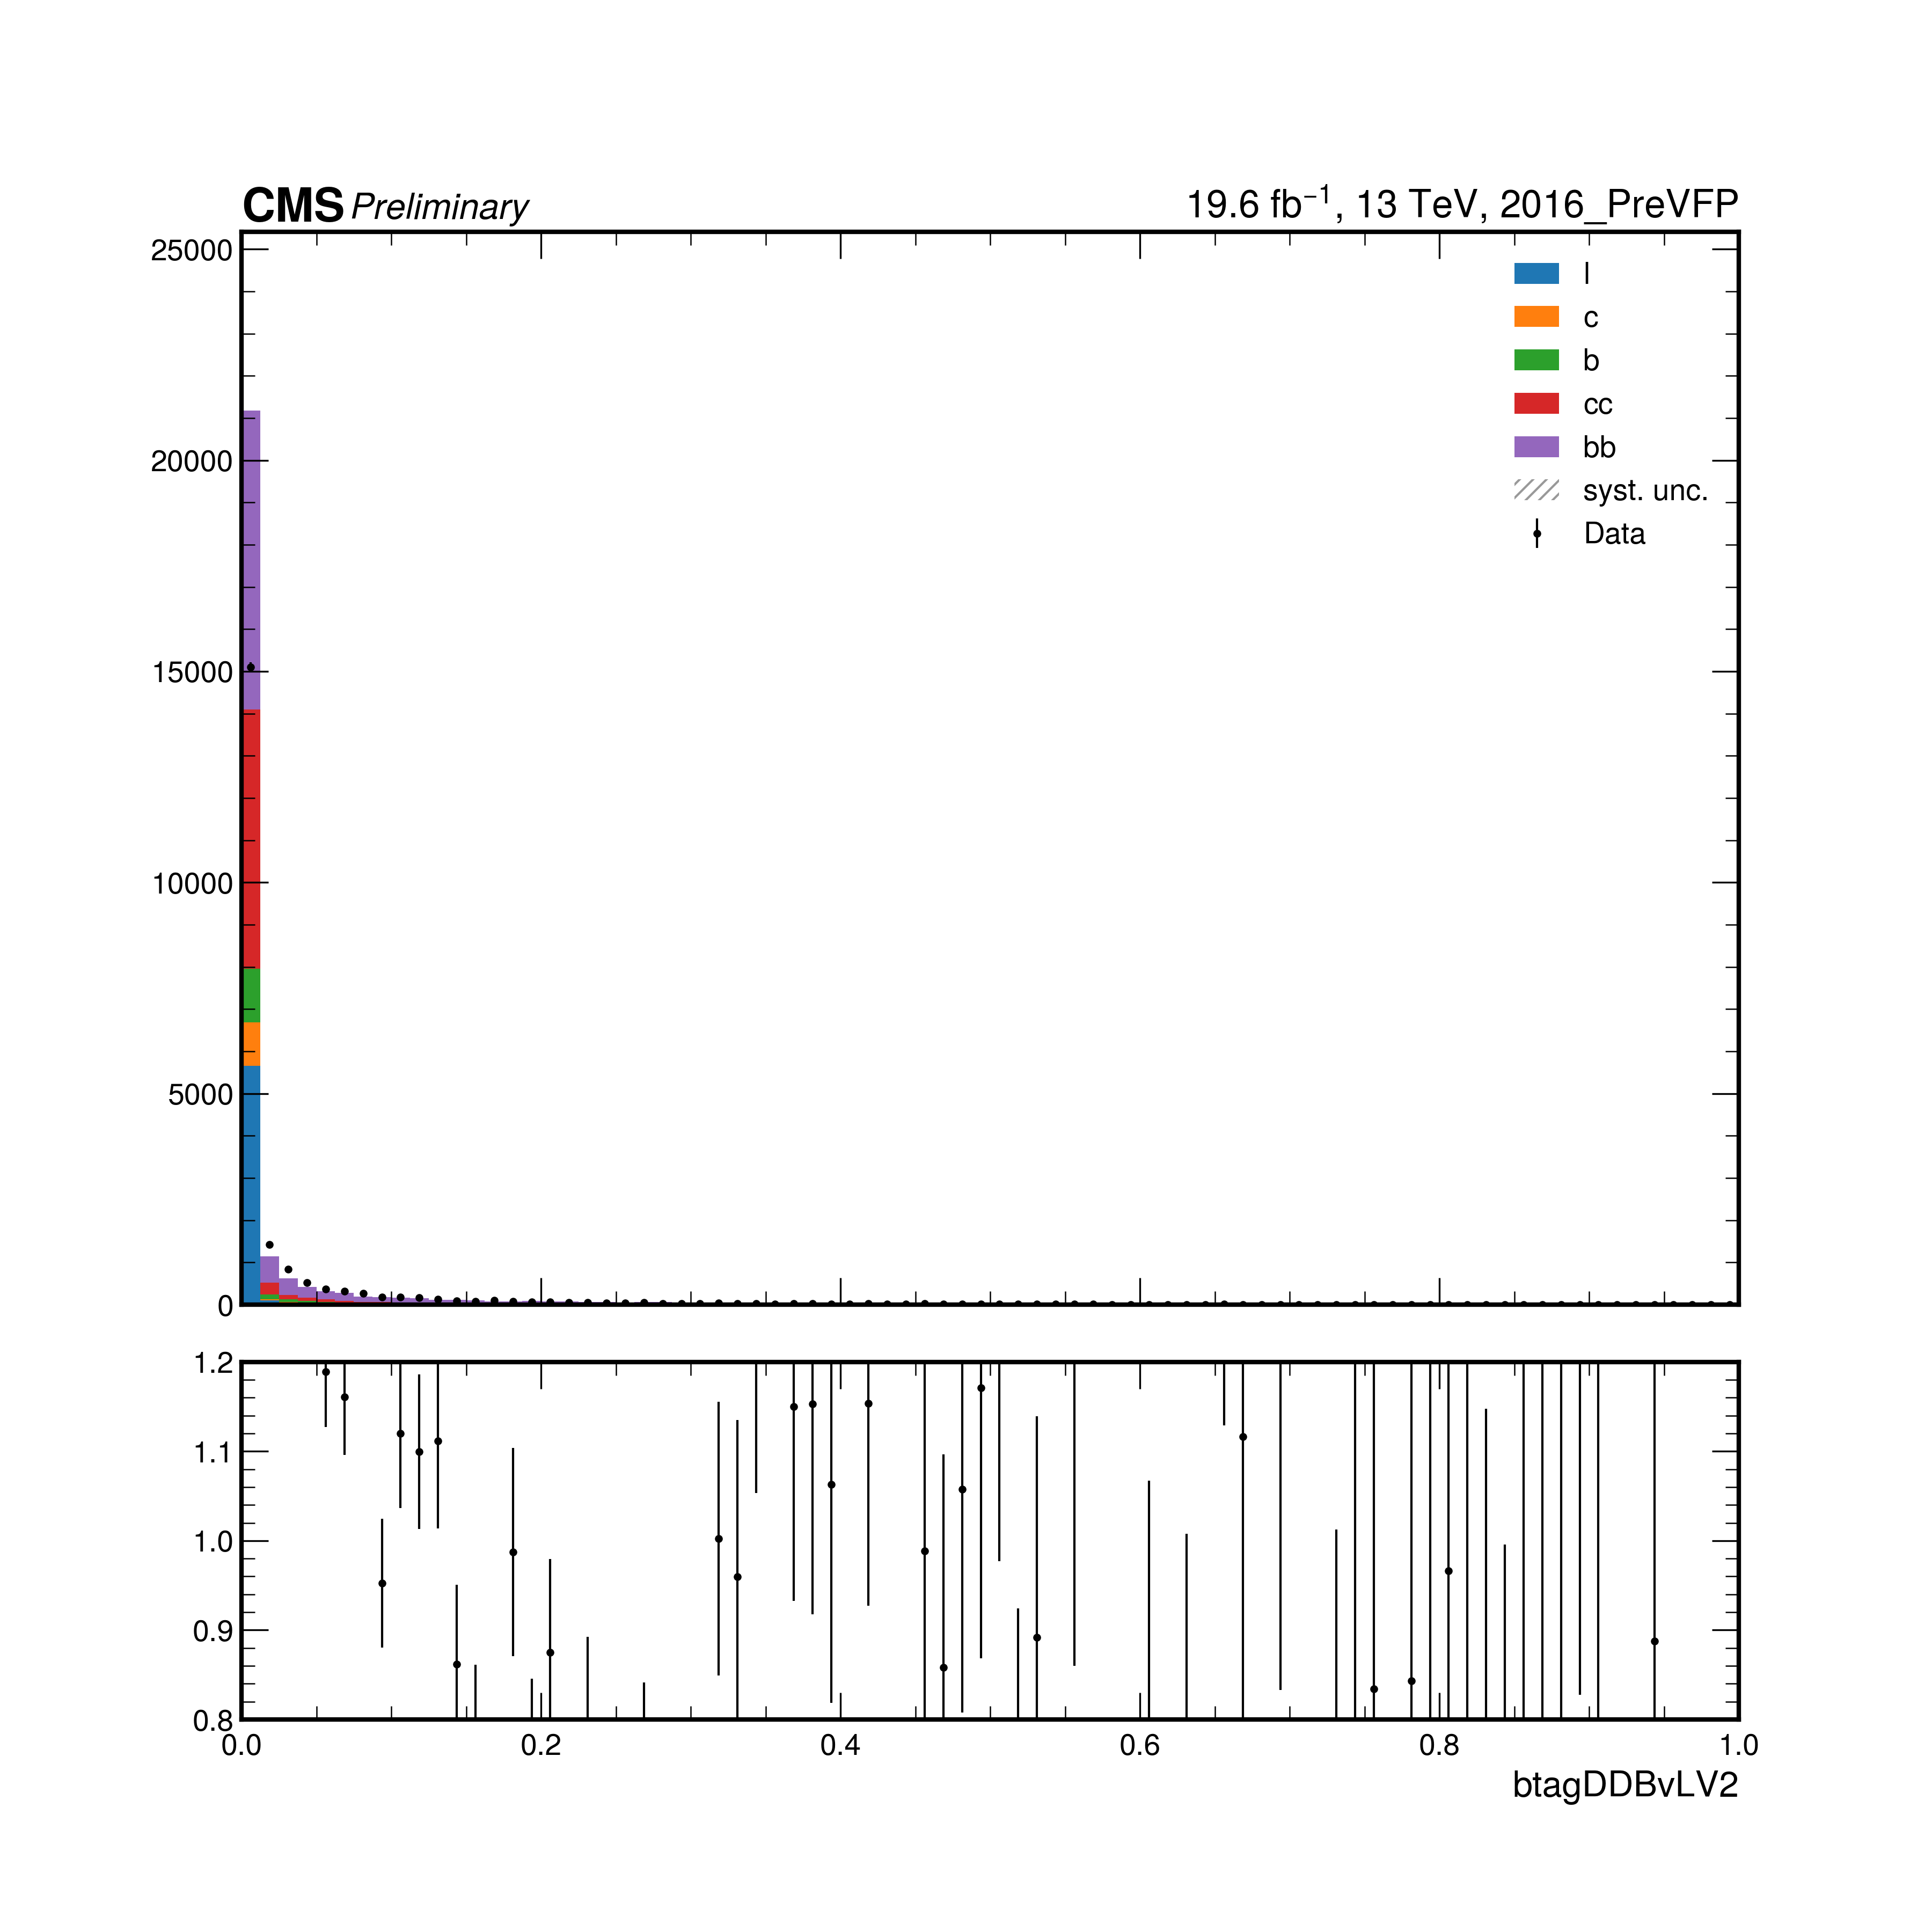 CMS Preliminary
19.6 fb⁻¹, 13 TeV, 2016_PreVFP
25000
20000
15000
10000
5000
0
l
c
b
cc
bb
syst. unc.
Data
1.2
1.1
1.0
0.9
0.8
0.0 0.2 0.4 0.6 0.8 1.0
btagDDBvLV2